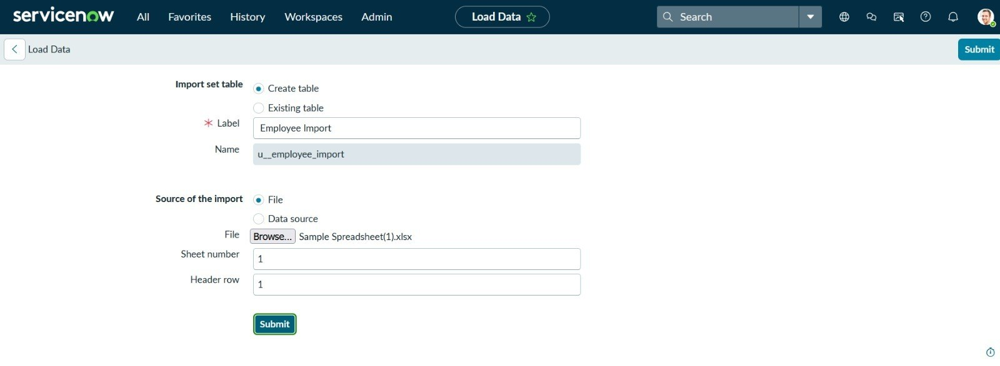 servicenow All Favorites History Workspaces Admin Load Data Search
Load Data Submit
Import set table Create table
Existing table
* Label Employee Import
Name u__employee_import
Source of the import File
Data source
File Browse... Sample Spreadsheet(1).xlsx
Sheet number 1
Header row 1
Submit